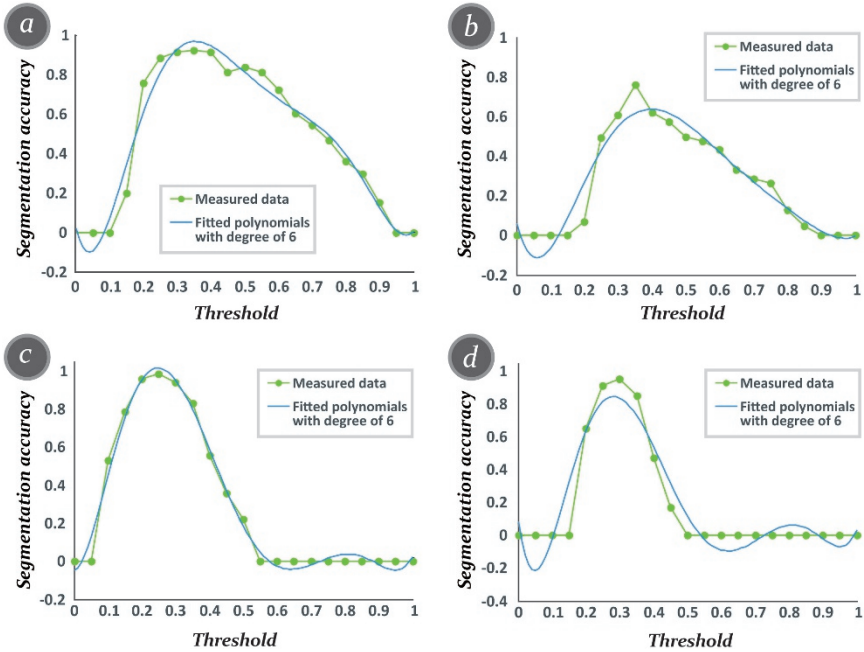 a
Segmentation accuracy
1
0.8
0.6
0.4
0.2
0
-0.2
0 0.1 0.2 0.3 0.4 0.5 0.6 0.7 0.8 0.9 1
Threshold
Measured data
Fitted polynomials
with degree of 6
b
Segmentation accuracy
1
0.8
0.6
0.4
0.2
0
-0.2
0 0.1 0.2 0.3 0.4 0.5 0.6 0.7 0.8 0.9 1
Threshold
Measured data
Fitted polynomials
with degree of 6
c
Segmentation accuracy
1
0.8
0.6
0.4
0.2
0
-0.2
0 0.1 0.2 0.3 0.4 0.5 0.6 0.7 0.8 0.9 1
Threshold
Measured data
Fitted polynomials
with degree of 6
d
Segmentation accuracy
1
0.8
0.6
0.4
0.2
0
-0.2
-0.4
0 0.1 0.2 0.3 0.4 0.5 0.6 0.7 0.8 0.9 1
Threshold
Measured data
Fitted polynomials
with degree of 6